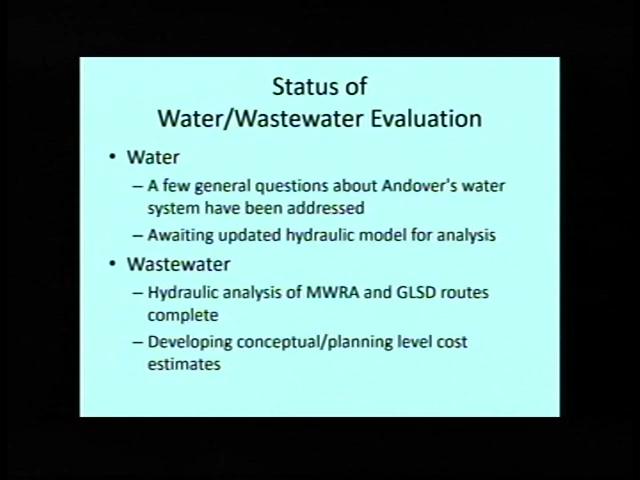 Status of
Water/Wastewater Evaluation
• Water
– A few general questions about Andover's water
system have been addressed
– Awaiting updated hydraulic model for analysis
• Wastewater
– Hydraulic analysis of MWRA and GLSD routes
complete
– Developing conceptual/planning level cost
estimates